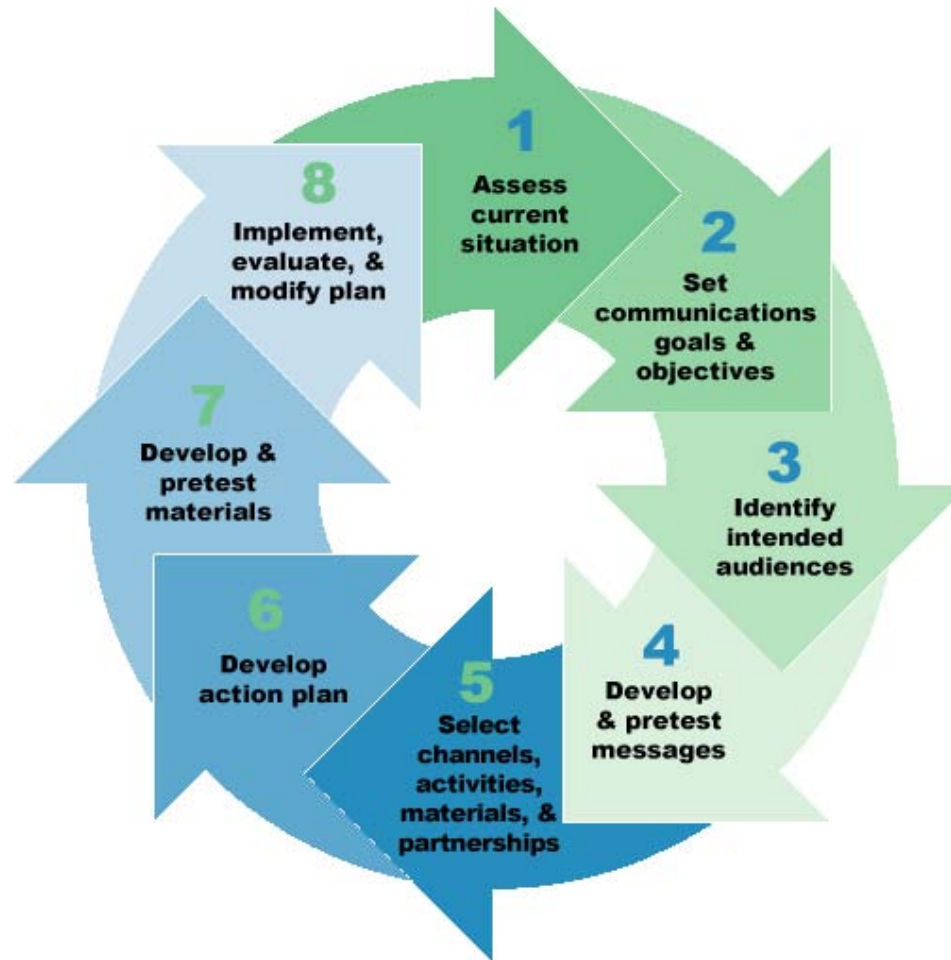 1
Assess
current
situation
2
Set
communications
goals &
objectives
3
Identify
intended
audiences
4
Develop
& pretest
messages
5
Select
channels,
activities,
materials, &
partnerships
6
Develop
action plan
7
Develop &
pretest
materials
8
Implement,
evaluate, &
modify plan